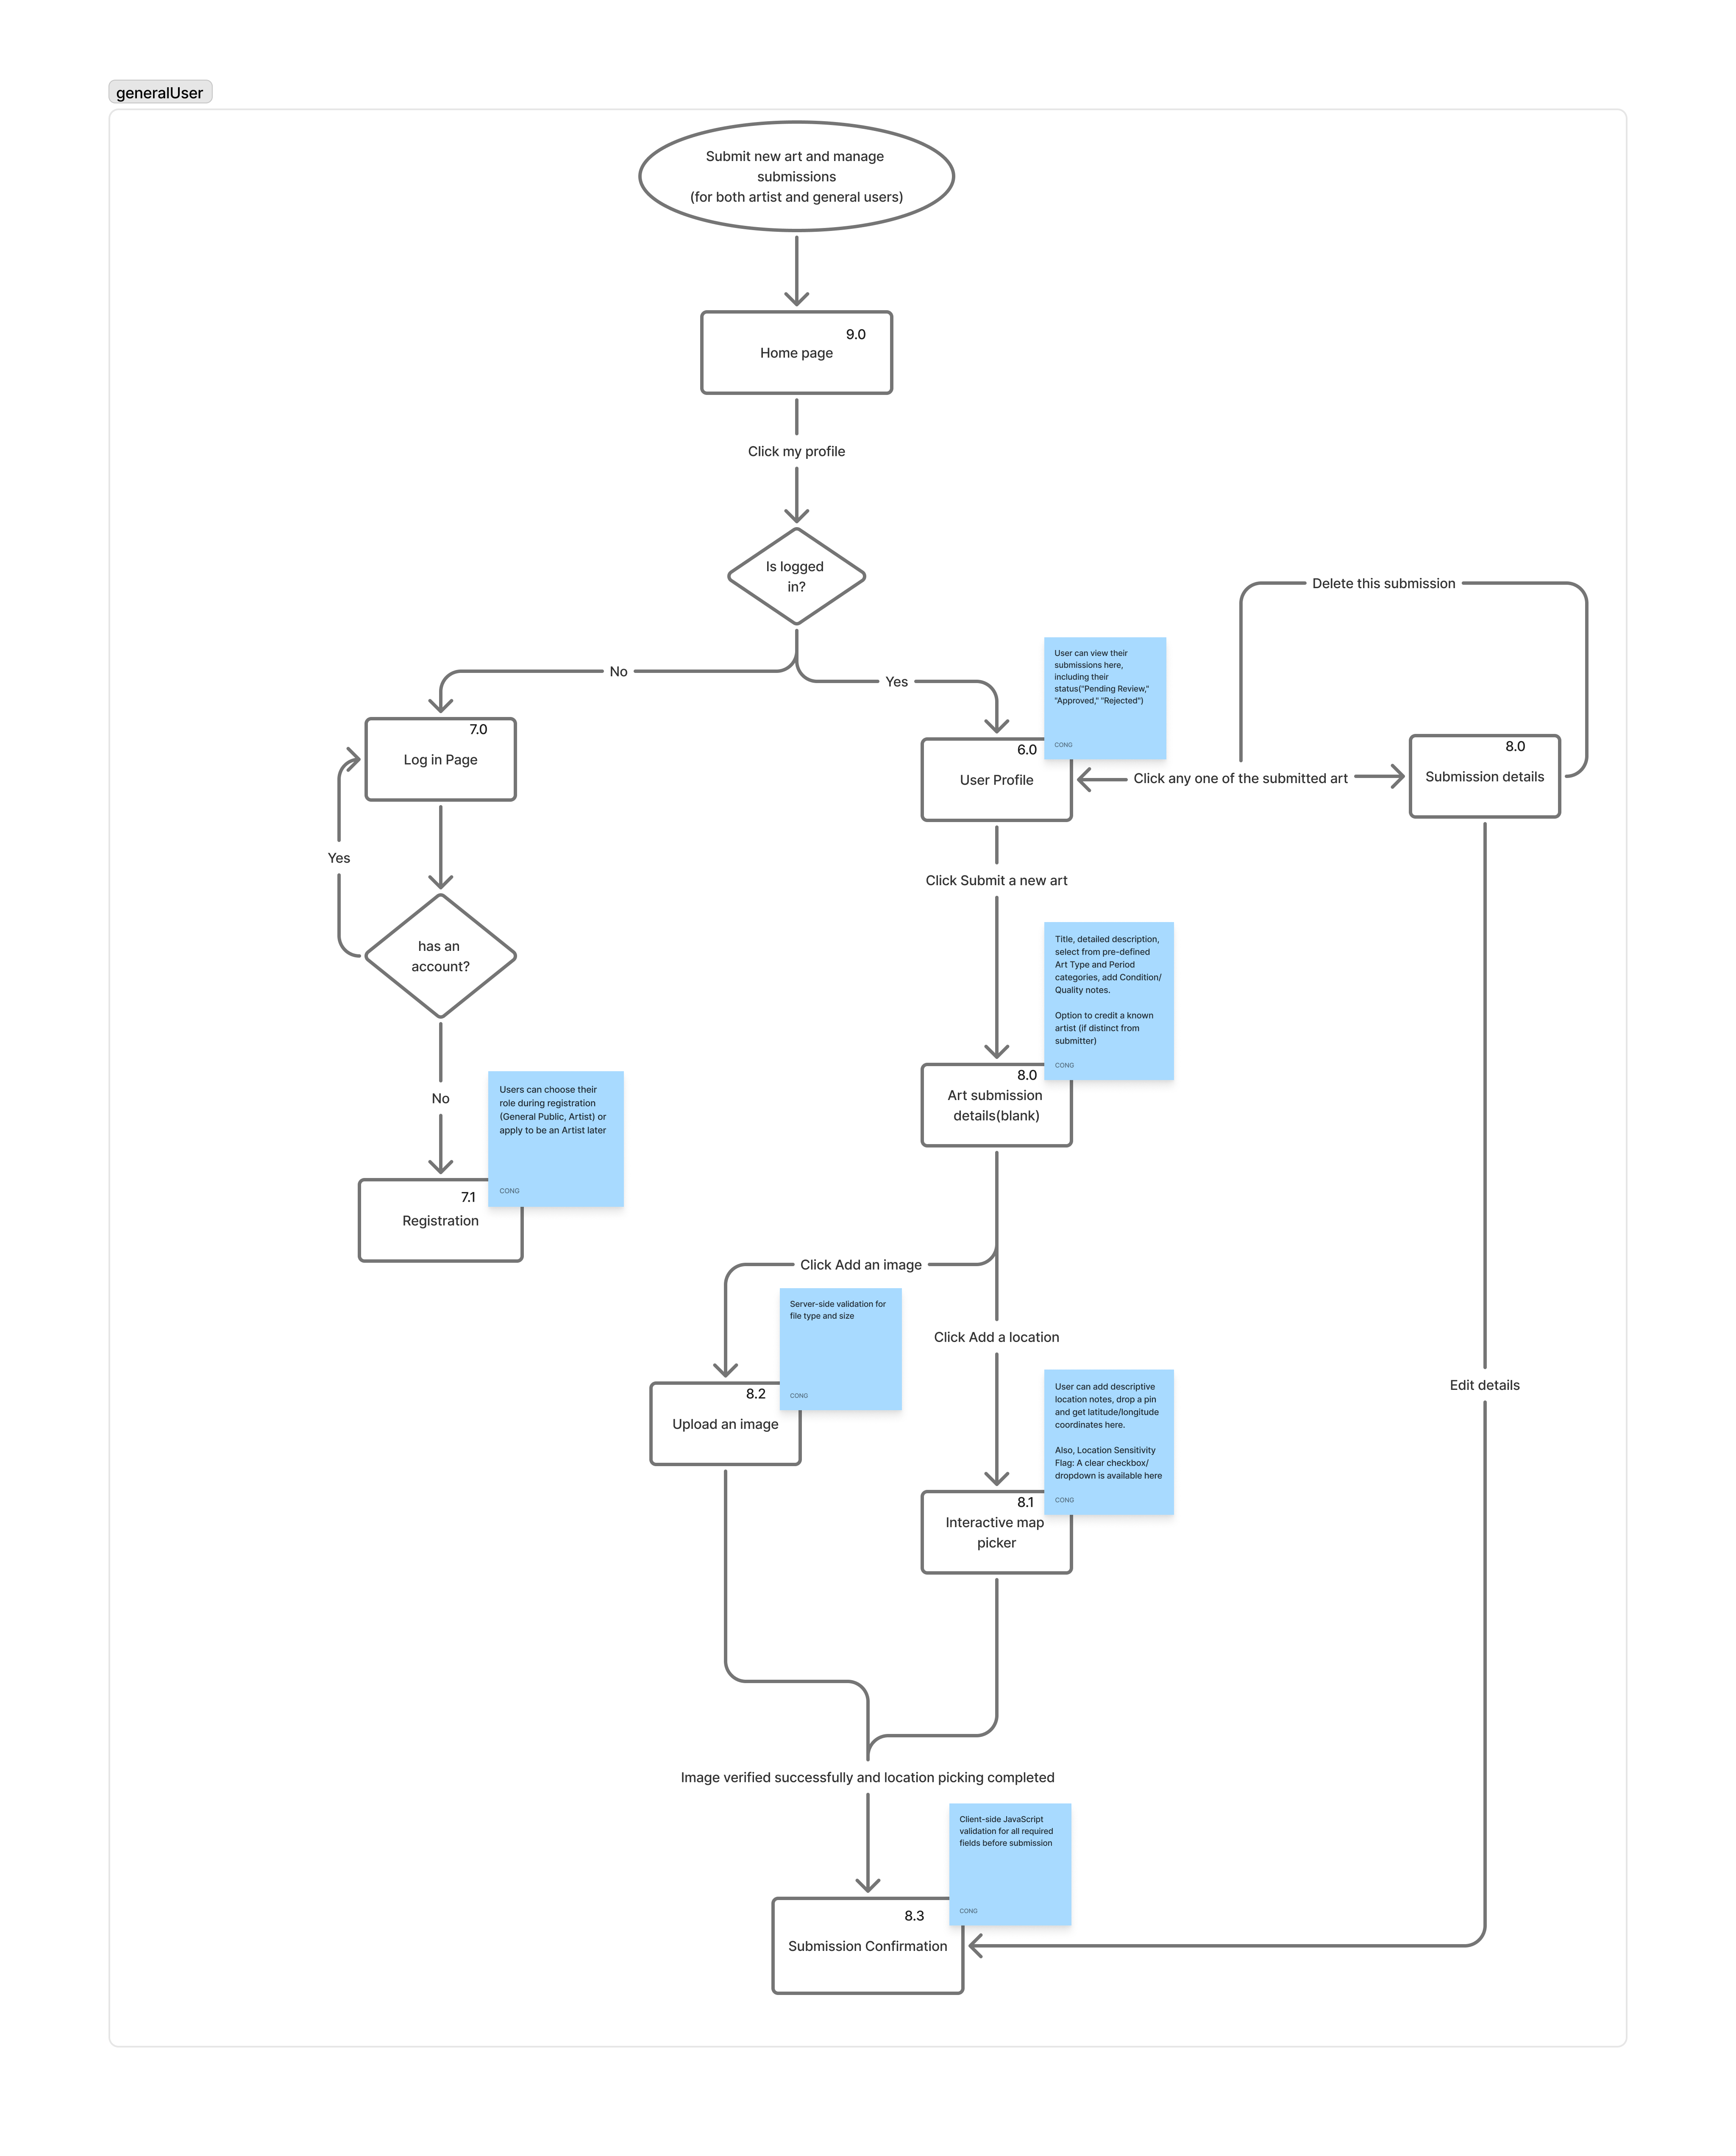 generalUser
Submit new art and manage
submissions
(for both artist and general users)
9.0
Home page
Click my profile
Is logged
in?
Delete this submission
No
Yes
User can view their
submissions here,
including their
status("Pending Review,"
"Approved," "Rejected")
CONG
7.0
Log in Page
6.0
User Profile
Click any one of the submitted art
8.0
Submission details
Yes
Click Submit a new art
has an
account?
Title, detailed description,
select from pre-defined
Art Type and Period
categories, add Condition/
Quality notes.
Option to credit a known
artist (if distinct from
submitter)
CONG
8.0
Art submission
details(blank)
No
Users can choose their
role during registration
(General Public, Artist) or
apply to be an Artist later
CONG
7.1
Registration
Click Add an image
Server-side validation for
file type and size
CONG
Click Add a location
8.2
Upload an image
User can add descriptive
location notes, drop a pin
and get latitude/longitude
coordinates here.
Also, Location Sensitivity
Flag: A clear checkbox/
dropdown is available here
CONG
Edit details
8.1
Interactive map
picker
Image verified successfully and location picking completed
Client-side JavaScript
validation for all required
fields before submission
CONG
8.3
Submission Confirmation